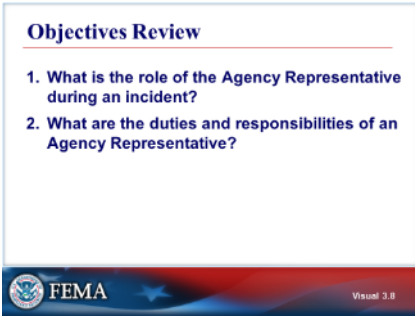 Objectives Review
1. What is the role of the Agency Representative
during an incident?
2. What are the duties and responsibilities of an
Agency Representative?
FEMA
Visual 3.8